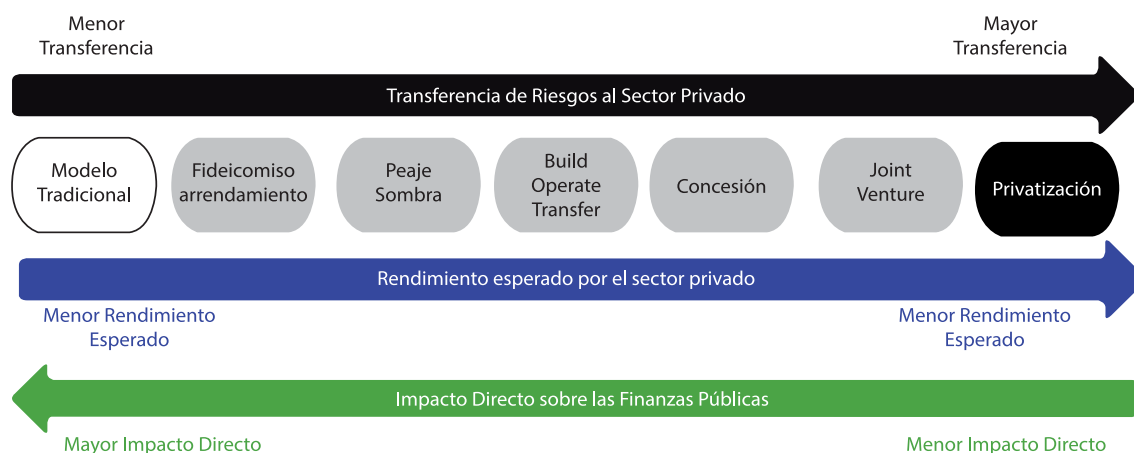 Menor
Transferencia
Mayor
Transferencia
Transferencia de Riesgos al Sector Privado
Modelo
Tradicional
Fideicomiso
arrendamiento
Peaje
Sombra
Build
Operate
Transfer
Concesión
Joint
Venture
Privatización
Rendimiento esperado por el sector privado
Menor Rendimiento
Esperado
Menor Rendimiento
Esperado
Impacto Directo sobre las Finanzas Públicas
Mayor Impacto Directo
Menor Impacto Directo